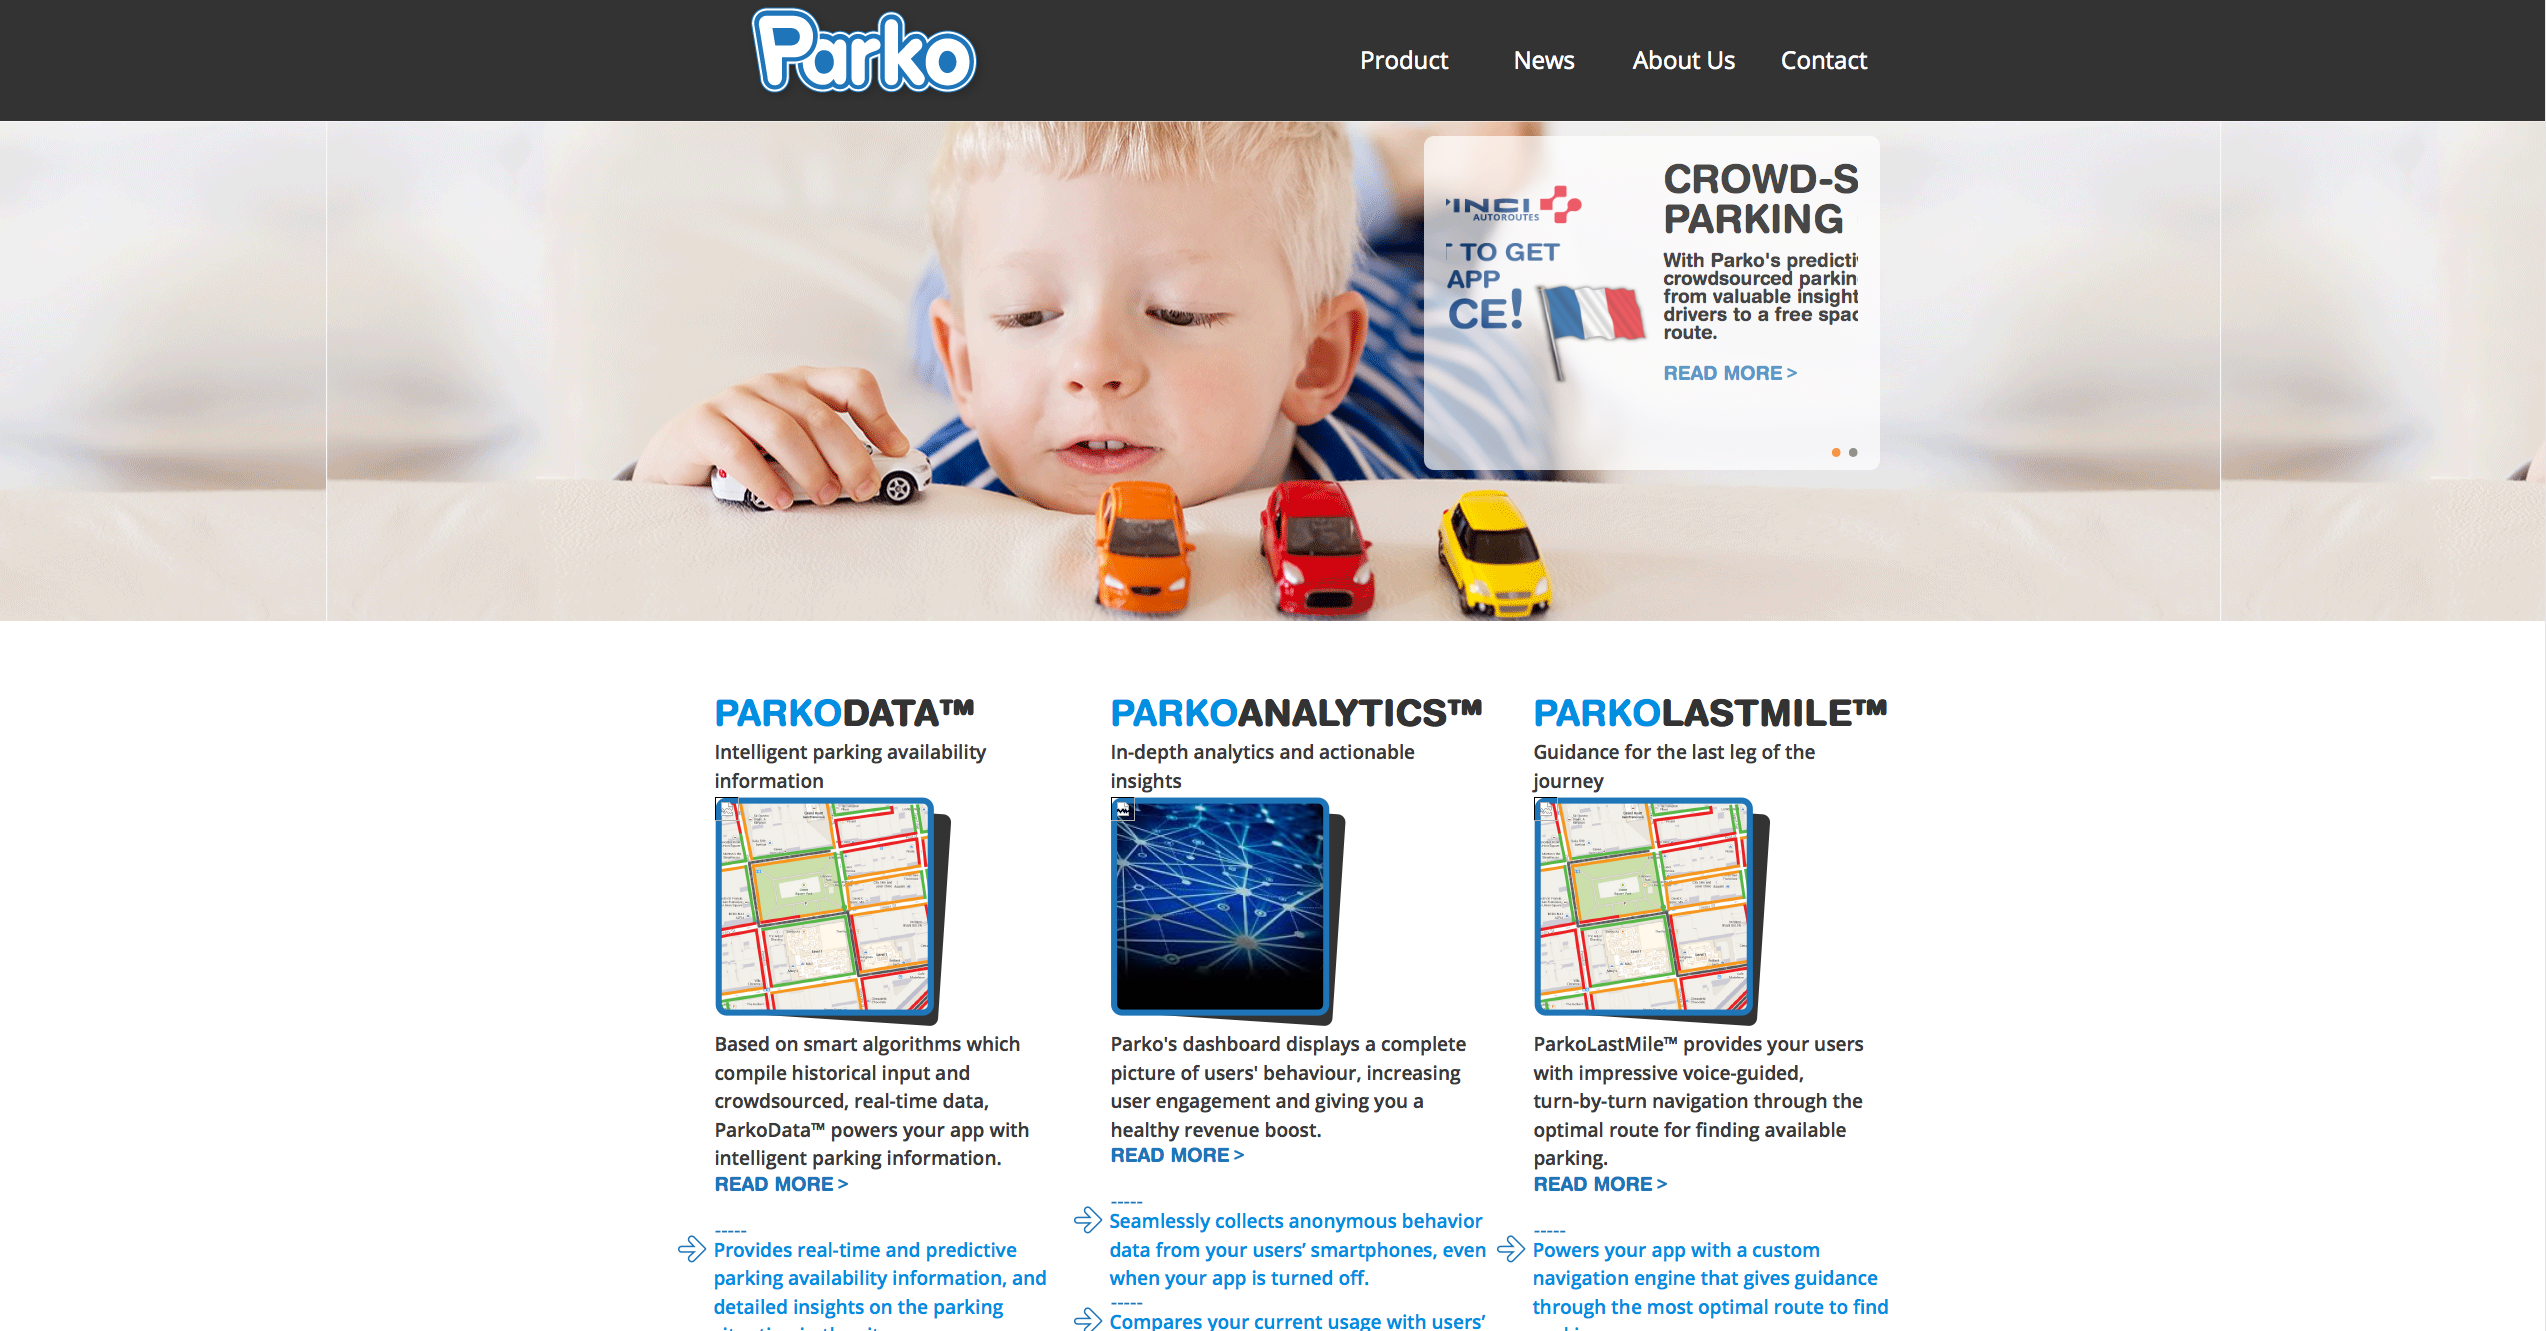 Parko
Product
News
About Us
Contact
AUTOROUTES
TO GET
APP
CE!
CROWD-S
PARKING
With Parko's predicti
crowdsourced parkin
from valuable insight
drivers to a free spac
route.
READ MORE >
PARKODATA™
Intelligent parking availability
information
Based on smart algorithms which
compile historical input and
crowdsourced, real-time data,
ParkoData™ powers your app with
intelligent parking information.
READ MORE >
-----
Provides real-time and predictive
parking availability information, and
detailed insights on the parking
PARKOANALYTICS™
In-depth analytics and actionable
insights
Parko's dashboard displays a complete
picture of users' behaviour, increasing
user engagement and giving you a
healthy revenue boost.
READ MORE >
-----
Seamlessly collects anonymous behavior
data from your users’ smartphones, even
when your app is turned off.
-----
Compares your current usage with users’
PARKOLASTMILE™
Guidance for the last leg of the
journey
ParkoLastMile™ provides your users
with impressive voice-guided,
turn-by-turn navigation through the
optimal route for finding available
parking.
READ MORE >
-----
Powers your app with a custom
navigation engine that gives guidance
through the most optimal route to find